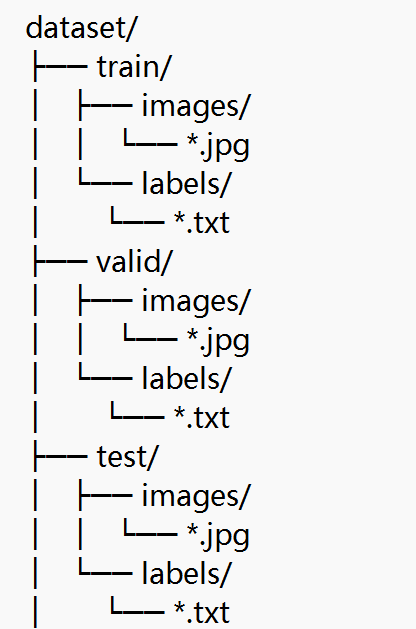 dataset/
├── train/
│   ├── images/
│   │   └── *.jpg
│   └── labels/
│       └── *.txt
├── valid/
│   ├── images/
│   │   └── *.jpg
│   └── labels/
│       └── *.txt
├── test/
│   ├── images/
│   │   └── *.jpg
│   └── labels/
│       └── *.txt